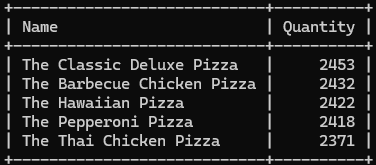 Name Quantity
The Classic Deluxe Pizza 2453
The Barbecue Chicken Pizza 2432
The Hawaiian Pizza 2422
The Pepperoni Pizza 2418
The Thai Chicken Pizza 2371